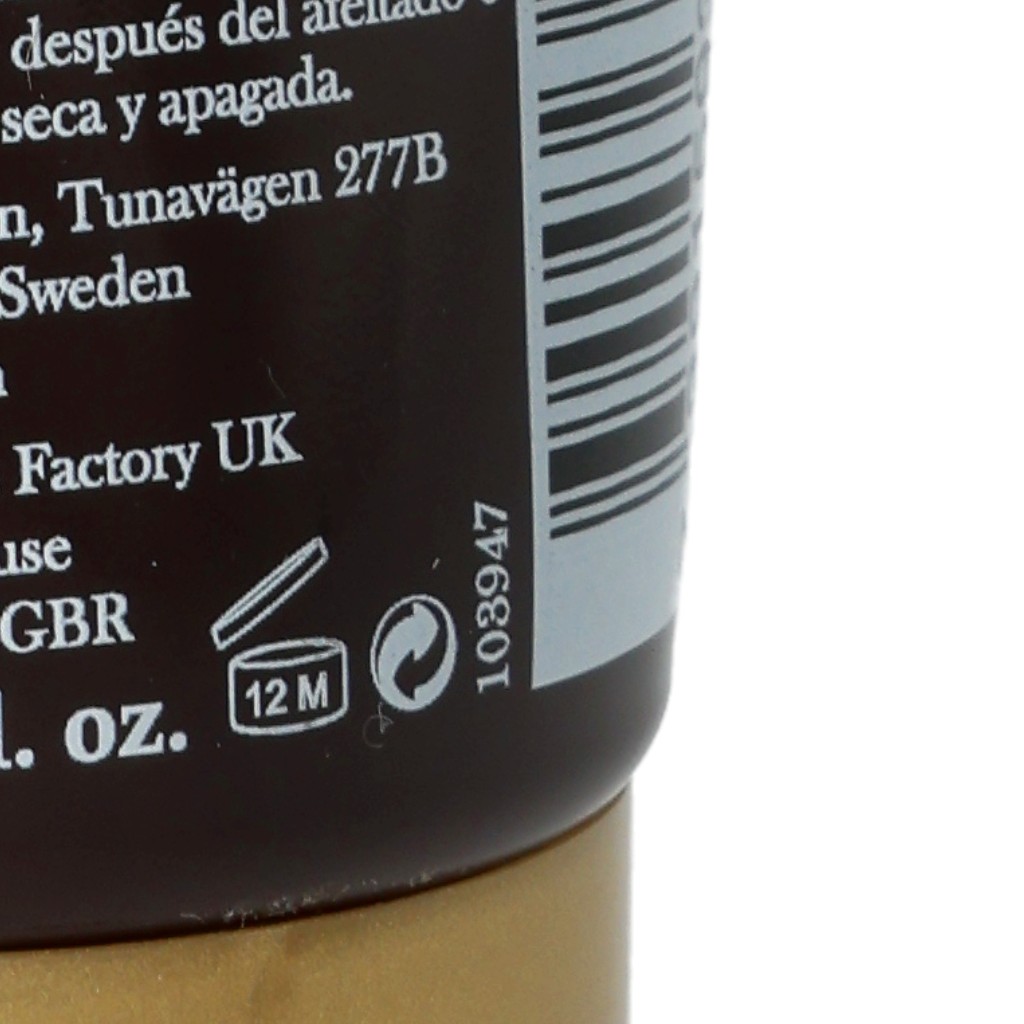 después del afeitado
seca y apagada.
n, Tunavägen 277B
Sweden
Factory UK
use
GBR
l. oz.
12 M
103947